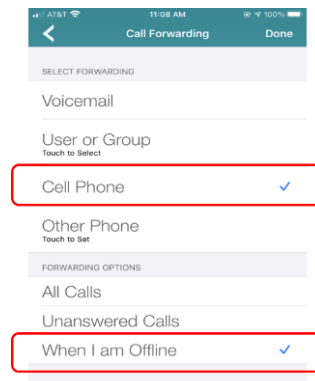 AT&T 11:08 AM 100%
Call Forwarding Done
SELECT FORWARDING
Voicemail
User or Group
Touch to Select
Cell Phone
Other Phone
Touch to Set
FORWARDING OPTIONS
All Calls
Unanswered Calls
When I am Offline